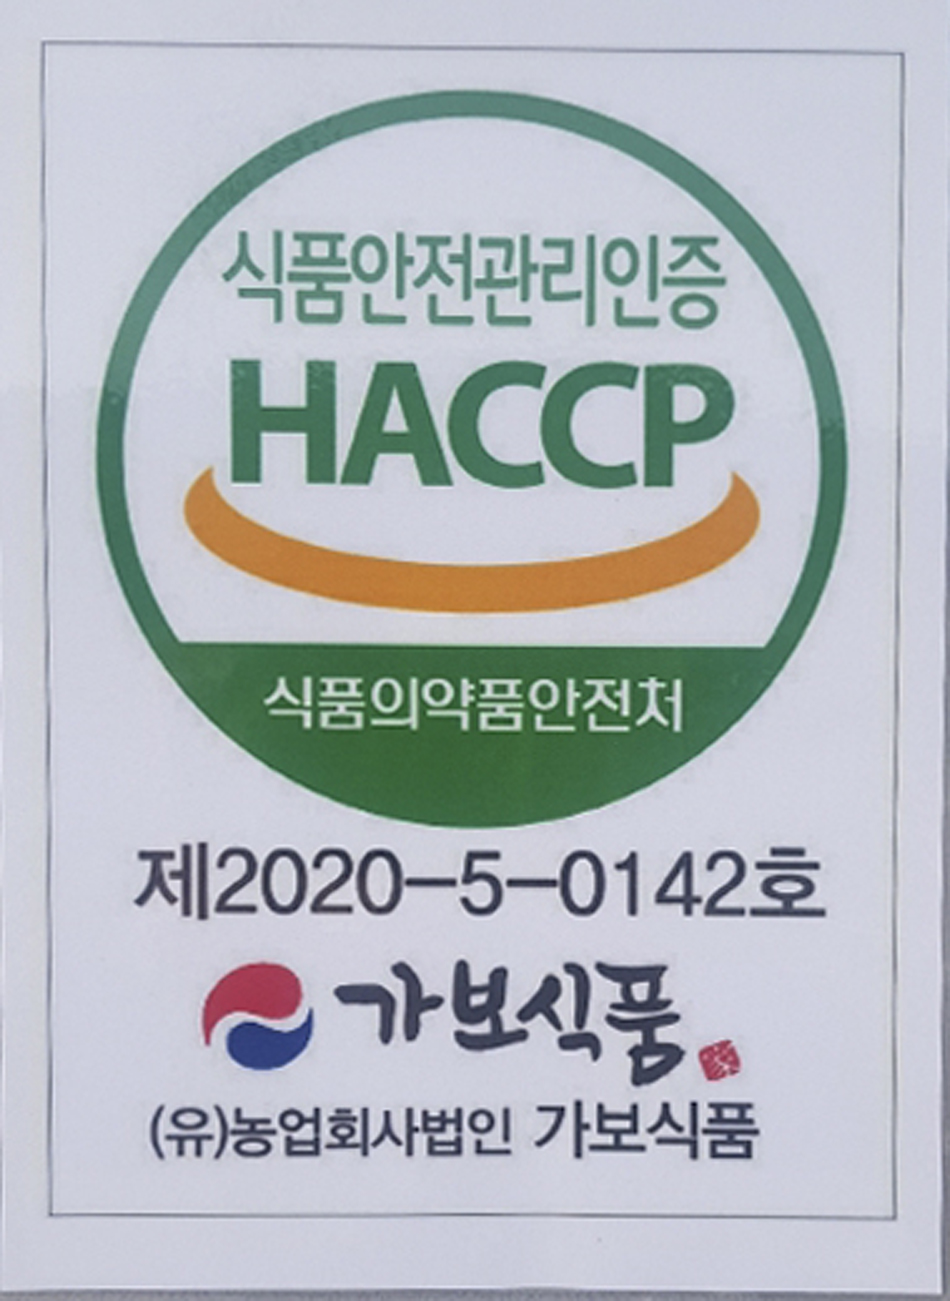 식품안전관리인증
HACCP
식품의약품안전처
제2020-5-0142호
가보식품
(유)농업회사법인 가보식품